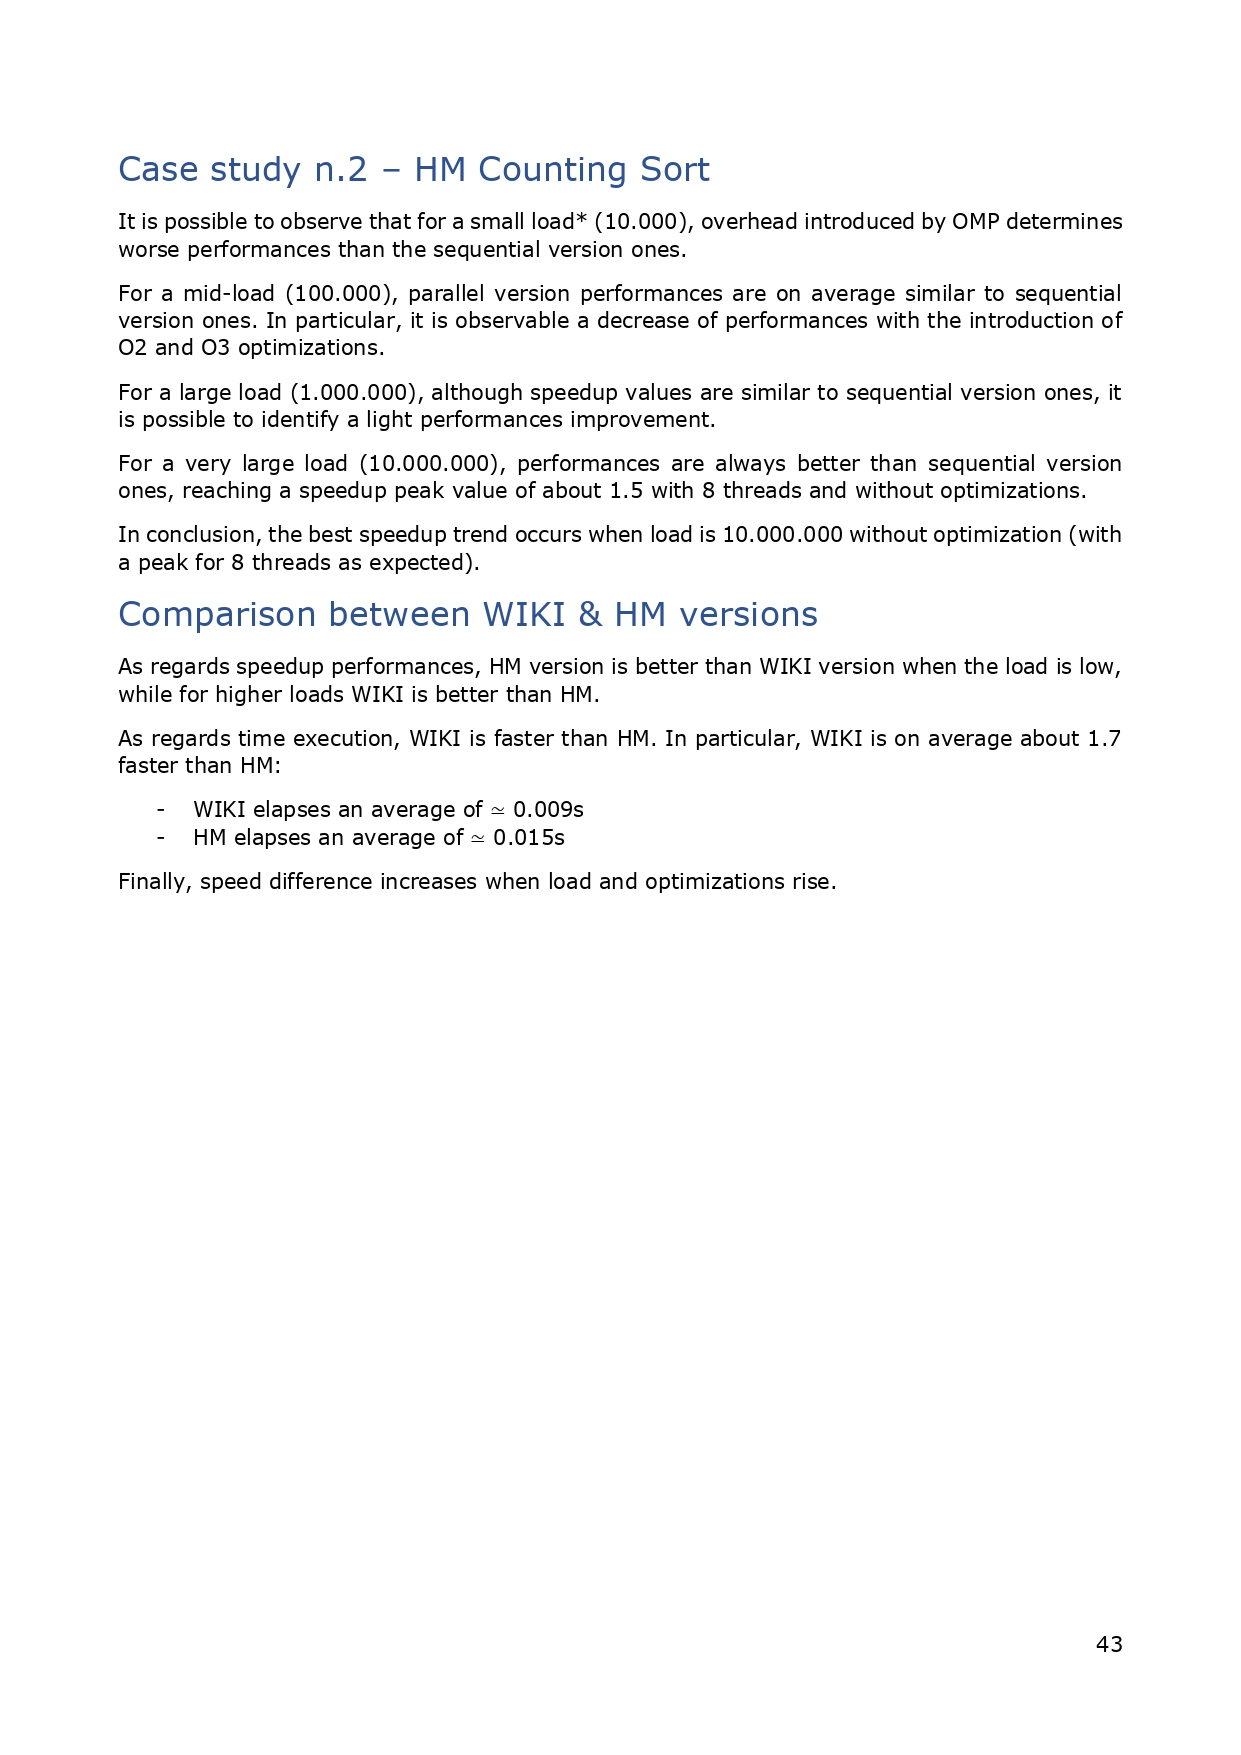 Case study n.2 – HM Counting Sort
It is possible to observe that for a small load* (10.000), overhead introduced by OMP determines
worse performances than the sequential version ones.
For a mid-load (100.000), parallel version performances are on average similar to sequential
version ones. In particular, it is observable a decrease of performances with the introduction of
O2 and O3 optimizations.
For a large load (1.000.000), although speedup values are similar to sequential version ones, it
is possible to identify a light performances improvement.
For a very large load (10.000.000), performances are always better than sequential version
ones, reaching a speedup peak value of about 1.5 with 8 threads and without optimizations.
In conclusion, the best speedup trend occurs when load is 10.000.000 without optimization (with
a peak for 8 threads as expected).
Comparison between WIKI & HM versions
As regards speedup performances, HM version is better than WIKI version when the load is low,
while for higher loads WIKI is better than HM.
As regards time execution, WIKI is faster than HM. In particular, WIKI is on average about 1.7
faster than HM:
- WIKI elapses an average of ≃ 0.009s
- HM elapses an average of ≃ 0.015s
Finally, speed difference increases when load and optimizations rise.
43